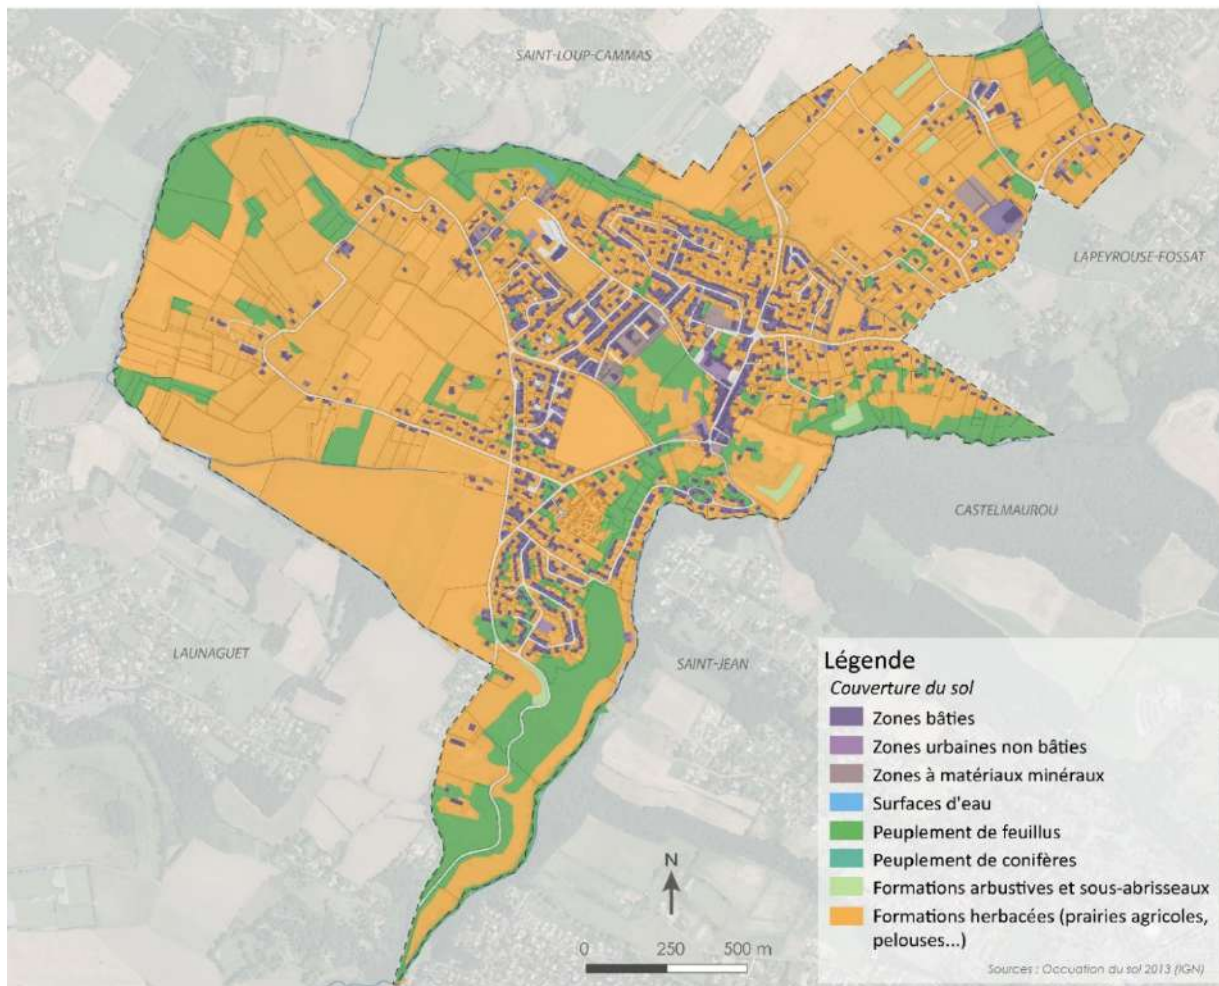 SAINT-LOUP-CAMMAS
LAPEYROUSE-FOSSAT
CASTELMAUROU
LAUNAGUET
SAINT-JEAN
Légende
Couverture du sol
Zones bâties
Zones urbaines non bâties
Zones à matériaux minéraux
Surfaces d'eau
Peuplement de feuillus
Peuplement de conifères
Formations arbustives et sous-abrisseaux
Formations herbacées (prairies agricoles,
pelouses...)
N
0 250 500 m
Sources : Occuation du sol 2013 (IGN)